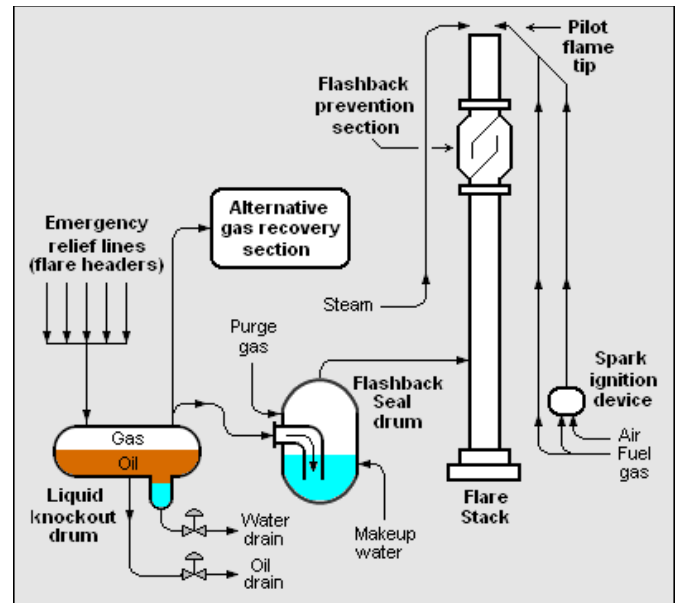 Pilot
flame
tip
Flashback
prevention
section
Alternative
gas recovery
section
Emergency
relief lines
(flare headers)
Steam
Purge
gas
Flashback
Seal
drum
Spark
ignition
device
Air
Fuel
gas
Gas
Oil
Liquid
knockout
drum
Water
drain
Oil
drain
Makeup
water
Flare
Stack